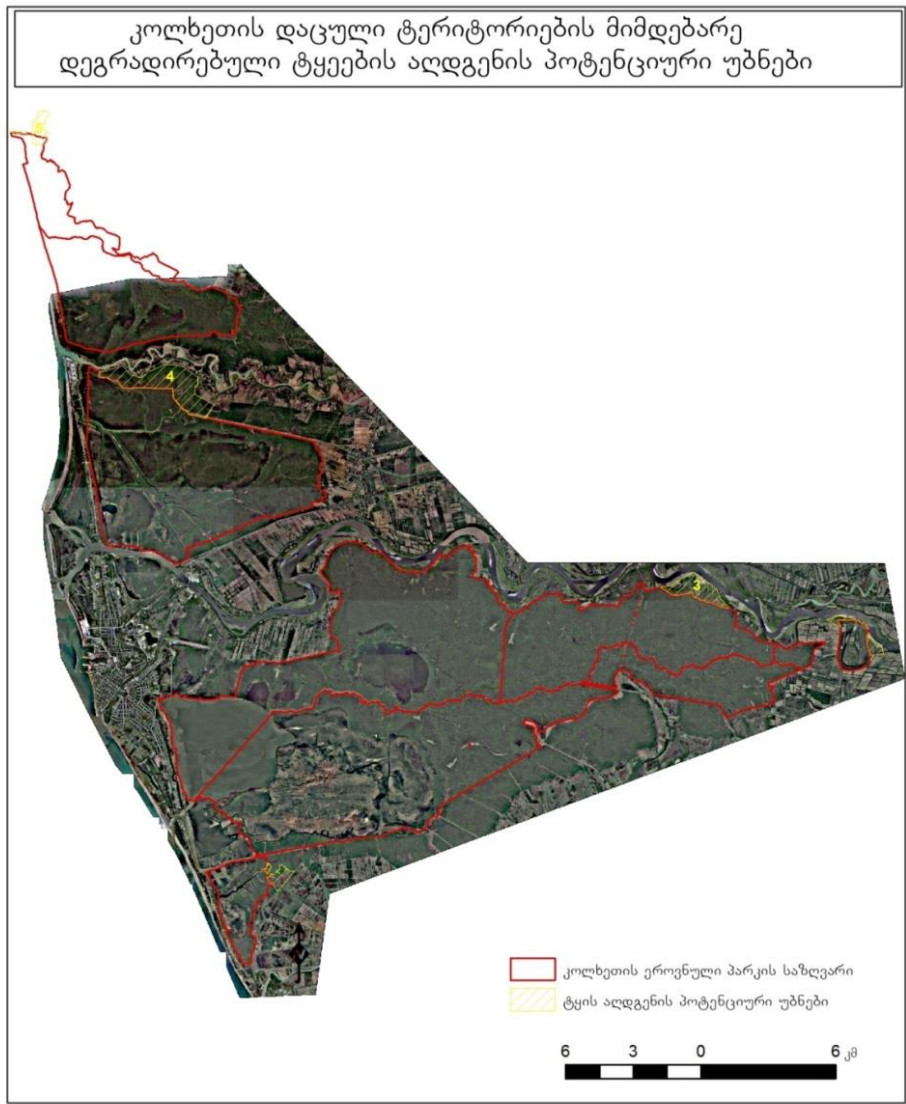 კოლხეთის დაცული ტერიტორიების მიმდებარე
დეგრადირებული ტყეების აღდგენის პოტენციური უბნები
4
3
კოლხეთის ეროვნული პარკის საზღვარი
ტყის აღდგენის პოტენციური უბნები
6 3 0 6 კმ